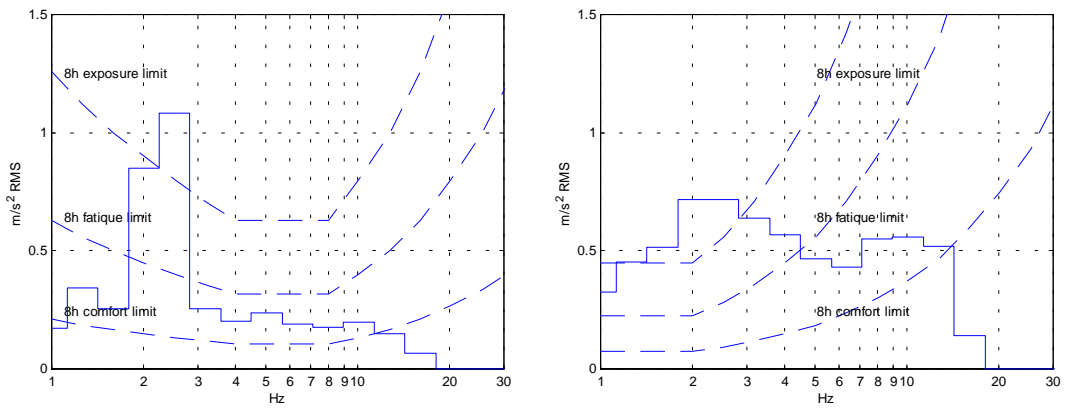 1.5
8h exposure limit
1
m/s² RMS
8h fatique limit
0.5
8h comfort limit
0
1 2 3 4 5 6 7 8 9 10 20 30
Hz
1.5
8h exposure limit
1
m/s² RMS
8h fatique limit
0.5
8h comfort limit
0
1 2 3 4 5 6 7 8 9 10 20 30
Hz